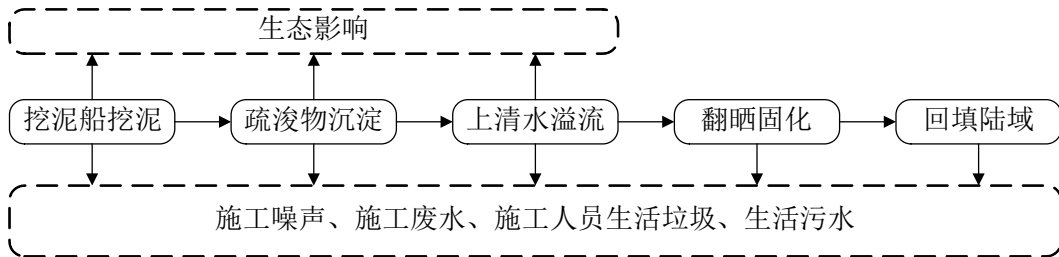 生态影响
挖泥船挖泥
疏浚物沉淀
上清水溢流
翻晒固化
回填陆域
施工噪声、施工废水、施工人员生活垃圾、生活污水